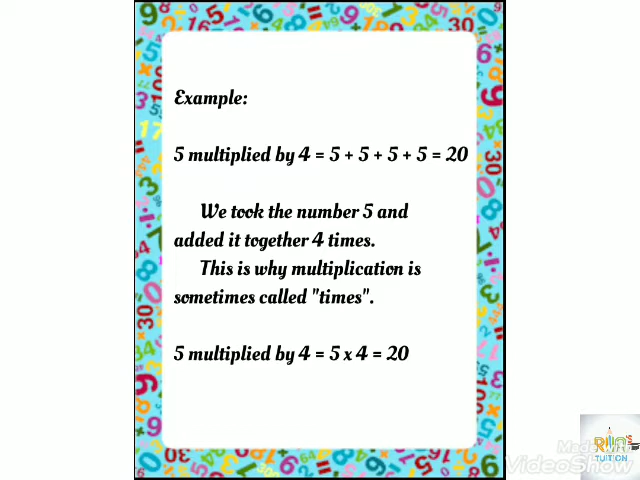 Example:
5 multiplied by 4 = 5 + 5 + 5 + 5 = 20
We took the number 5 and
added it together 4 times.
This is why multiplication is
sometimes called "times".
5 multiplied by 4 = 5 x 4 = 20
TUITION
VideoShow